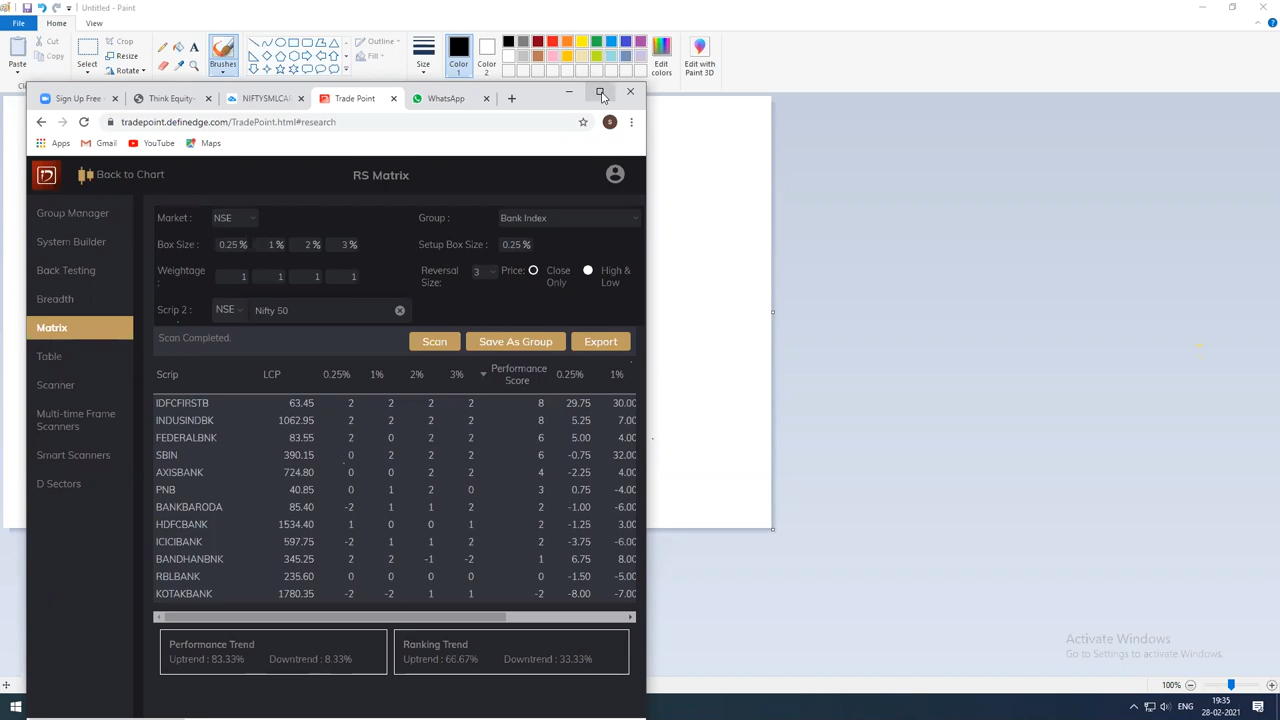 Untitled - Paint
File Home View
Paste Cut Copy Select Crop Resize Rotate Brushes Outline Fill Size Color 1 Color 2 Edit colors Edit with Paint 3D
Sign Up Free Think Equity- NIFTYSMLCAP Trade Point WhatsApp
tradepoint.definedge.com/TradePoint.html#research
Apps Gmail YouTube Maps
Back to Chart RS Matrix
Group Manager
System Builder
Back Testing
Breadth
Matrix
Table
Scanner
Multi-time Frame
Scanners
Smart Scanners
D Sectors
Market : NSE Group : Bank Index
Box Size : 0.25 % 1 % 2 % 3 % Setup Box Size : 0.25 %
Weightage : 1 1 1 1 Reversal Size: 3 Price: Close Only High & Low
Scrip 2 : NSE Nifty 50
Scan Completed. Scan Save As Group Export
Scrip LCP 0.25% 1% 2% 3% Performance Score 0.25% 1%
IDFCFIRSTB 63.45 2 2 2 2 8 29.75 30.00
INDUSINDBK 1062.95 2 2 2 2 8 5.25 7.00
FEDERALBNK 83.55 2 0 2 2 6 5.00 4.00
SBIN 390.15 0 2 2 2 6 -0.75 32.00
AXISBANK 724.80 0 0 2 2 4 -2.25 4.00
PNB 40.85 0 1 2 0 3 0.75 -4.00
BANKBARODA 85.40 -2 1 1 2 2 -1.00 -6.00
HDFCBANK 1534.40 1 0 0 1 2 -1.25 3.00
ICICIBANK 597.75 -2 1 1 2 2 -3.75 -6.00
BANDHANBNK 345.25 2 2 -1 -2 1 6.75 8.00
RBLBANK 235.60 0 0 0 0 0 -1.50 -5.00
KOTAKBANK 1780.35 -2 -2 1 1 -2 -8.00 -7.00
Performance Trend
Uptrend : 83.33% Downtrend : 8.33%
Ranking Trend
Uptrend : 66.67% Downtrend : 33.33%
Activate Windows
Go to Settings to activate Windows.
100%
ENG 19:35
28-02-2021